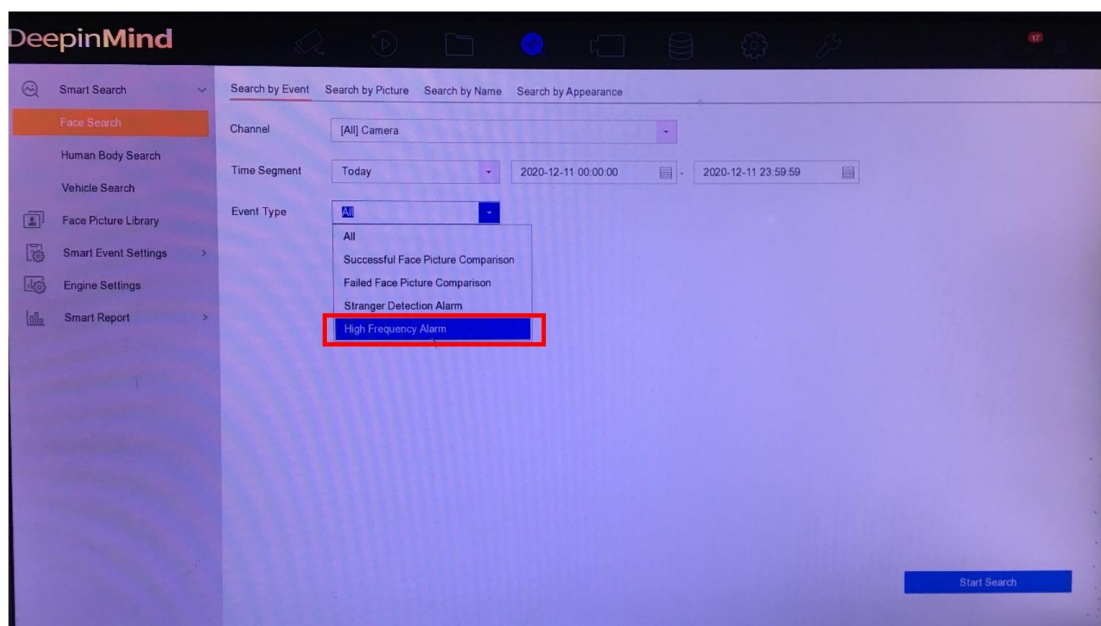 DeepinMind
17
Smart Search
Face Search
Human Body Search
Vehicle Search
Face Picture Library
Smart Event Settings
Engine Settings
Smart Report
Search by Event Search by Picture Search by Name Search by Appearance
Channel [All] Camera
Time Segment Today 2020-12-11 00:00:00 - 2020-12-11 23:59:59
Event Type All
All
Successful Face Picture Comparison
Failed Face Picture Comparison
Stranger Detection Alarm
High Frequency Alarm
Start Search